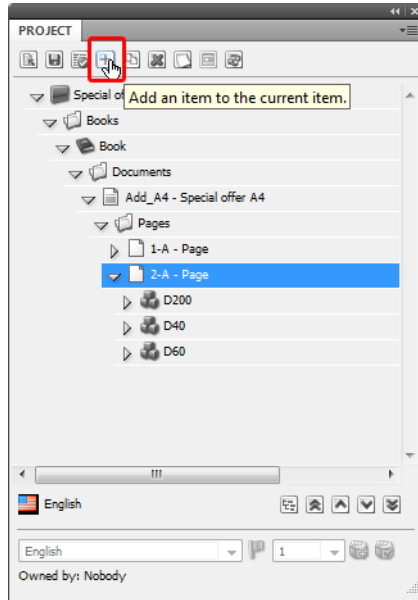 PROJECT
Special of
Add an item to the current item.
Books
Book
Documents
Add_A4 - Special offer A4
Pages
1-A - Page
2-A - Page
D200
D40
D60
English
English
1
Owned by: Nobody